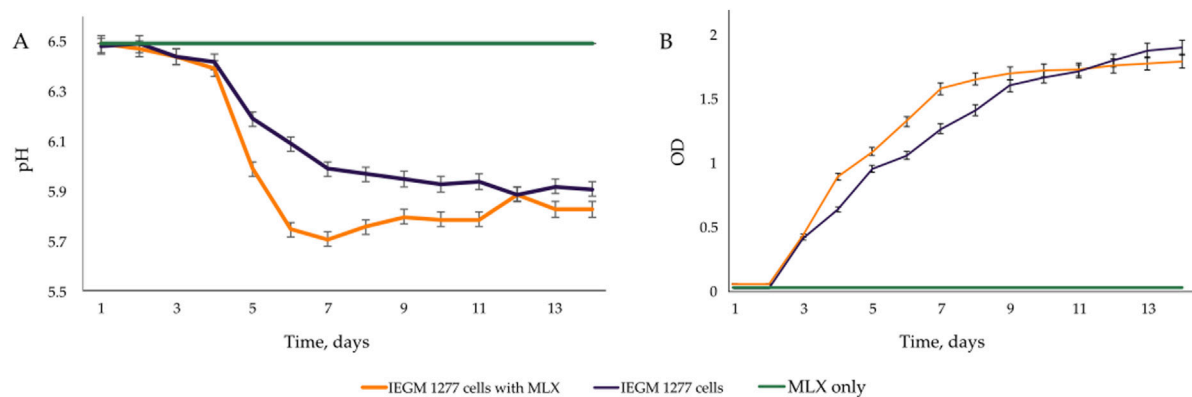 A
6.5
6.3
6.1
5.9
5.7
5.5
pH
1 3 5 7 9 11 13
Time, days
B
2
1.5
1
0.5
0
OD
1 3 5 7 9 11 13
Time, days
IEGM 1277 cells with MLX IEGM 1277 cells MLX only